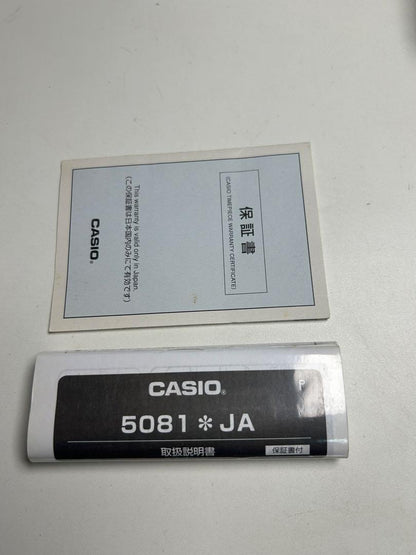 保証書
(CASIO TIMEPIECE WARRANTY CERTIFICATE)
This warranty is valid only in Japan.
(この保証書は日本国内のみにて有効です)
CASIO®
CASIO®
P
5081＊JA
取扱説明書
保証書付